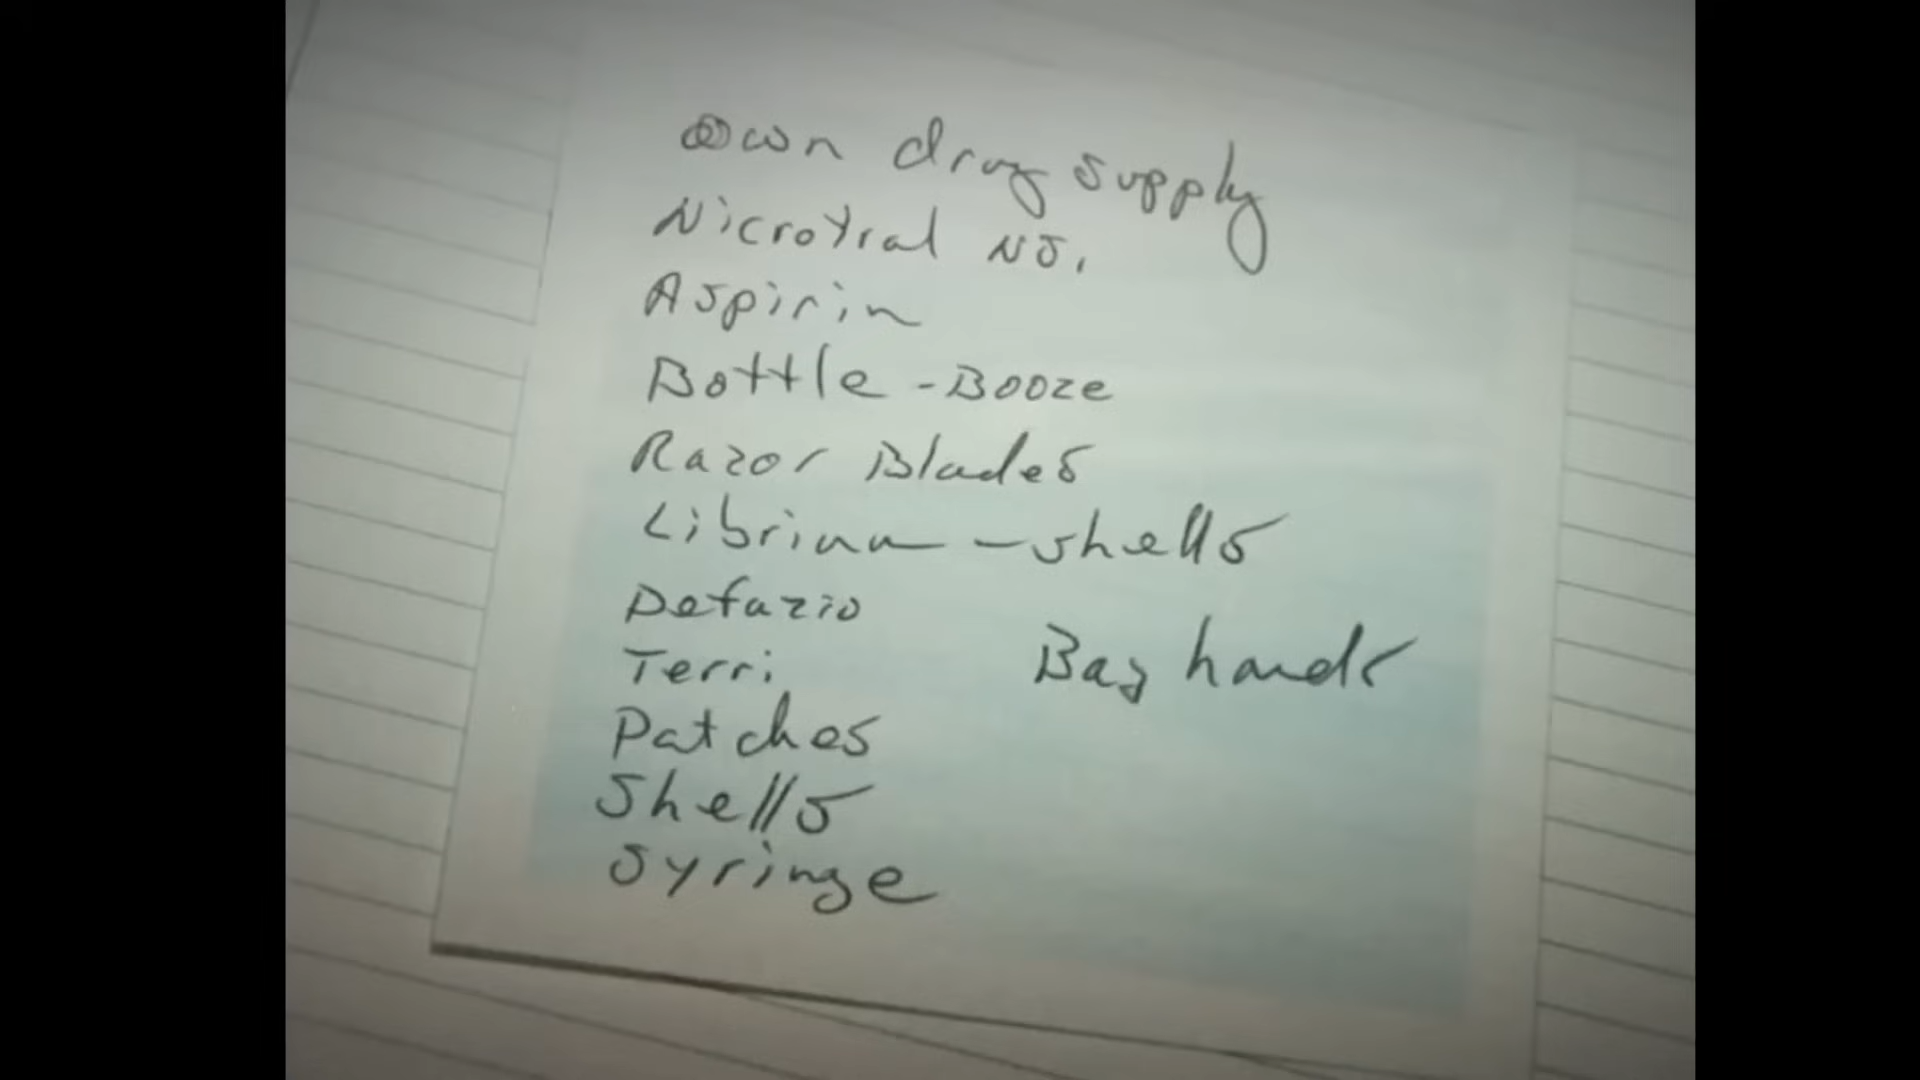 Own drug supply
Nicrotral NJ.
Aspirin
Bottle - Booze
Razor Blades
Librium - shells
Defazio
Terri
Bag hands
Patches
Shells
Syringe